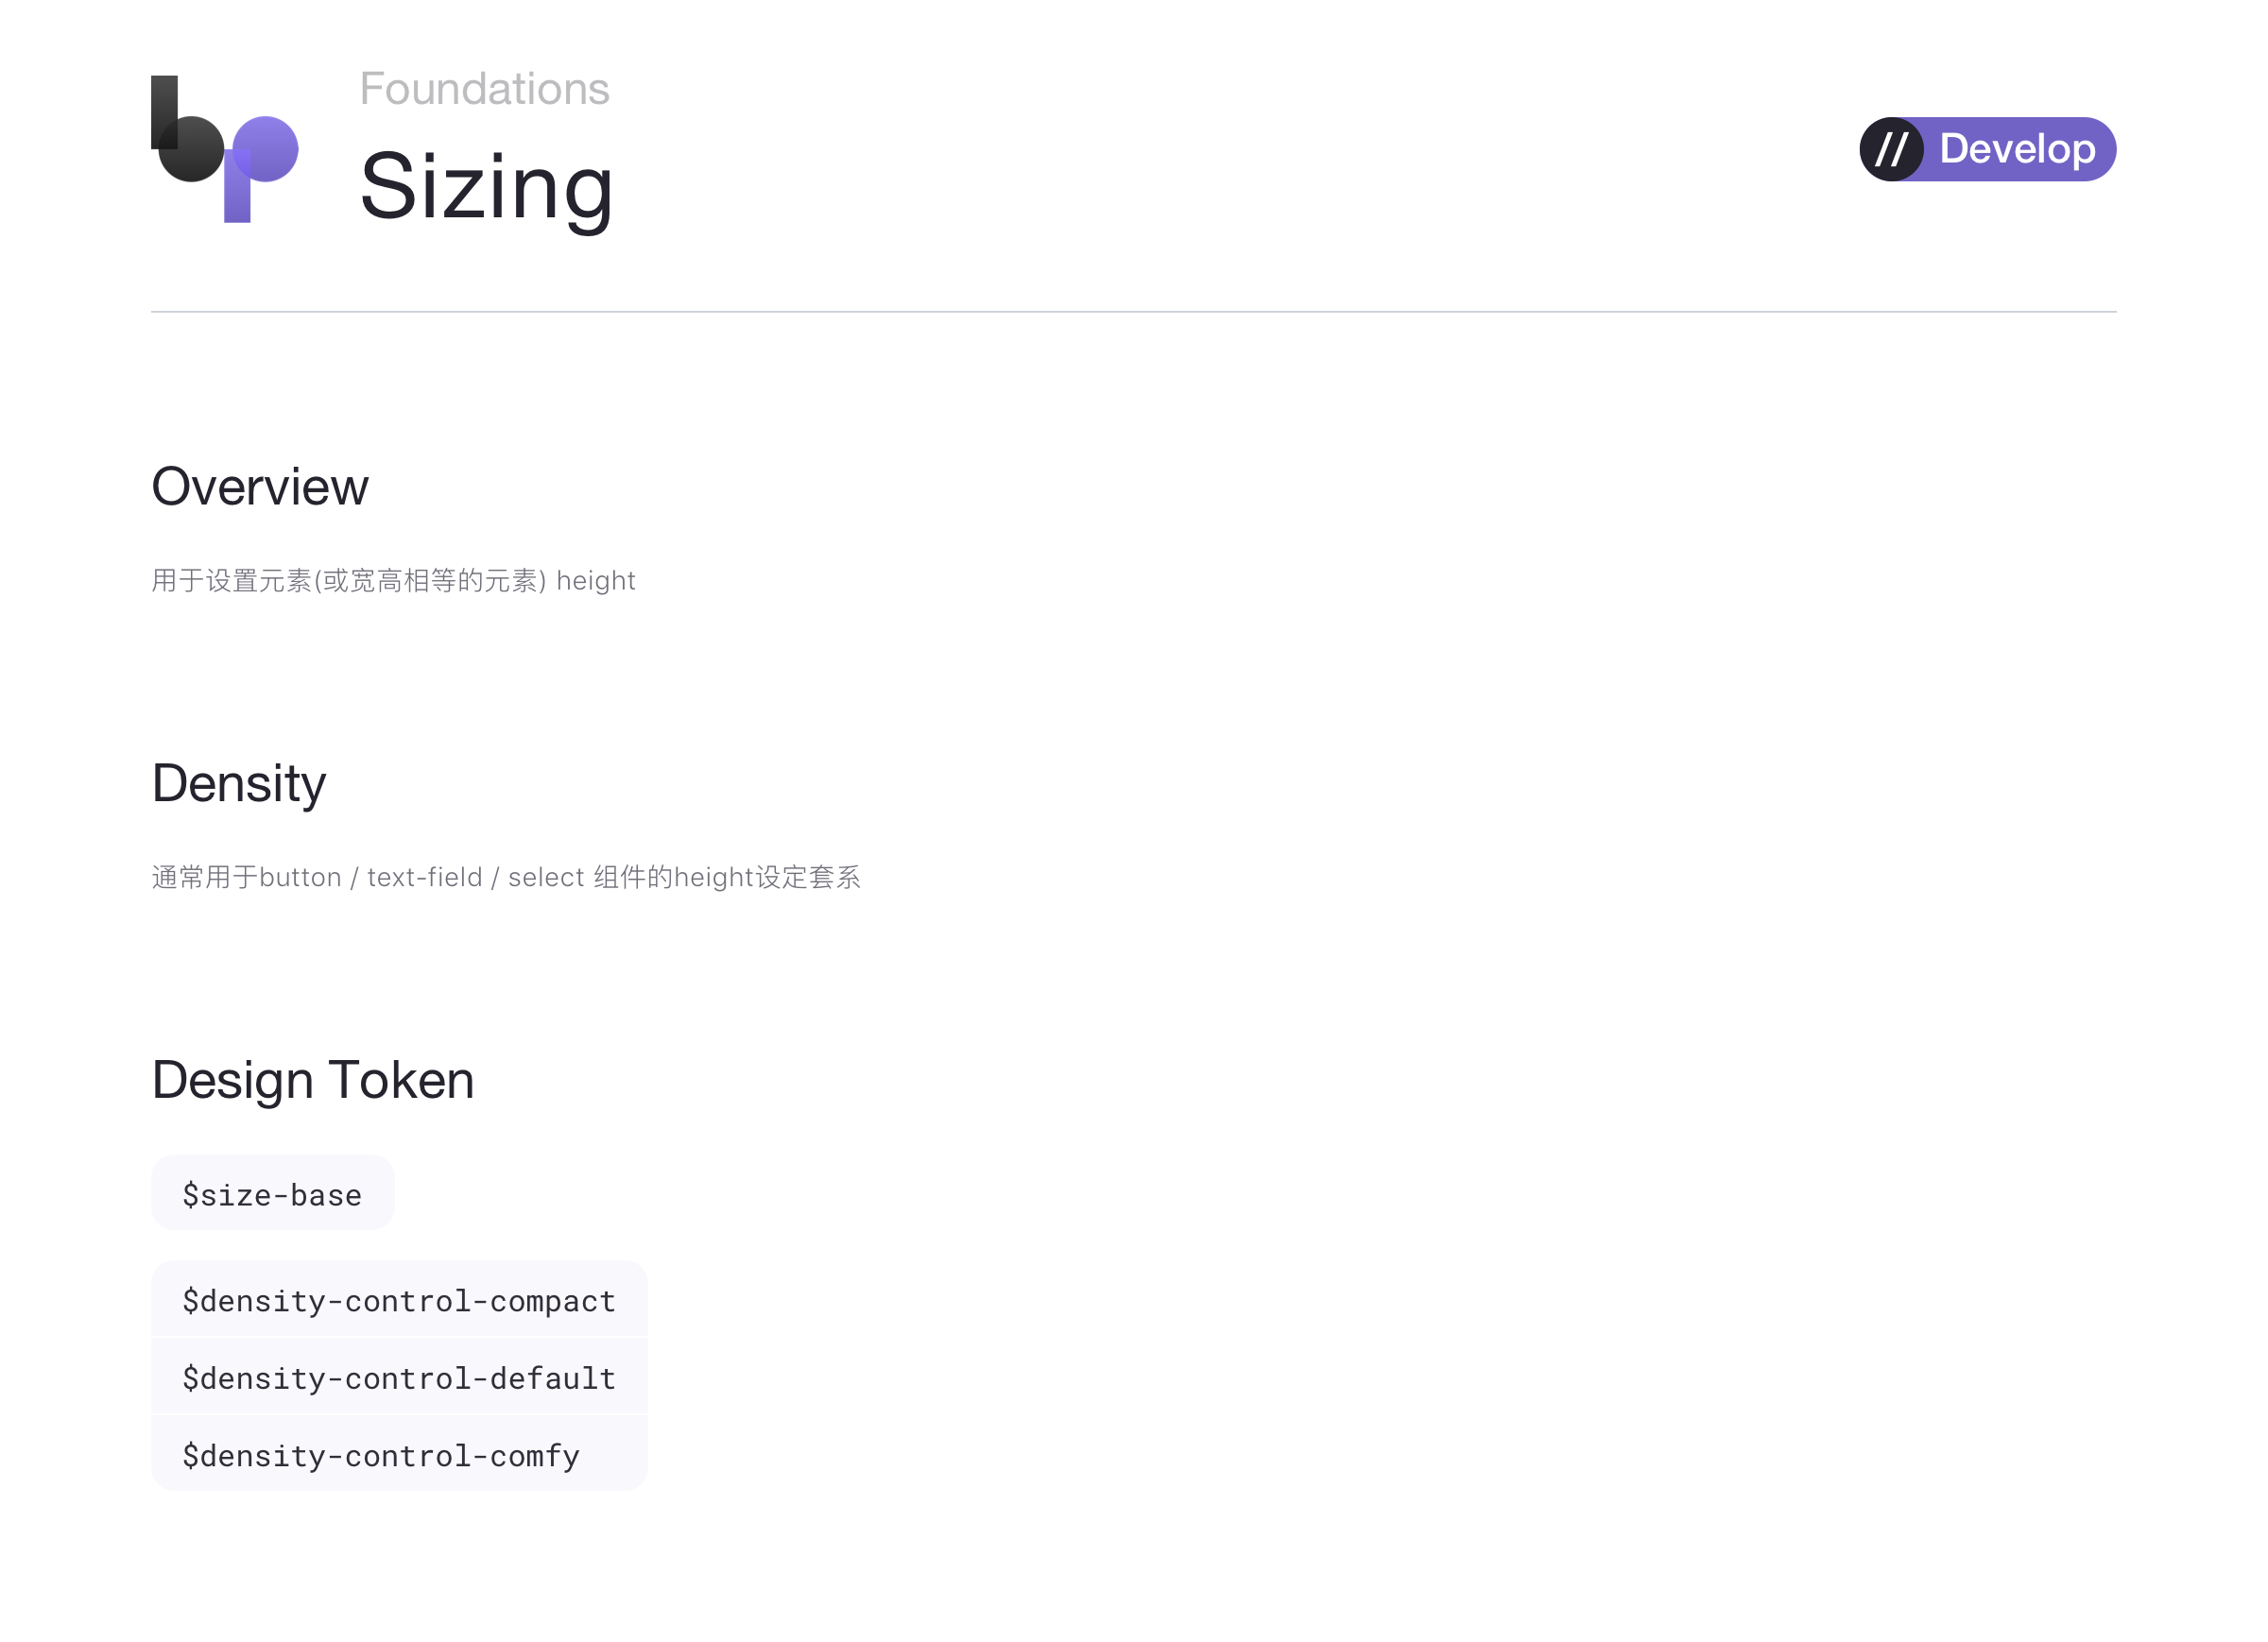 Foundations
Sizing
// Develop
Overview
用于设置元素(或宽高相等的元素) height
Density
通常用于button / text-field / select 组件的height设定套系
Design Token
$size-base
$density-control-compact
$density-control-default
$density-control-comfy